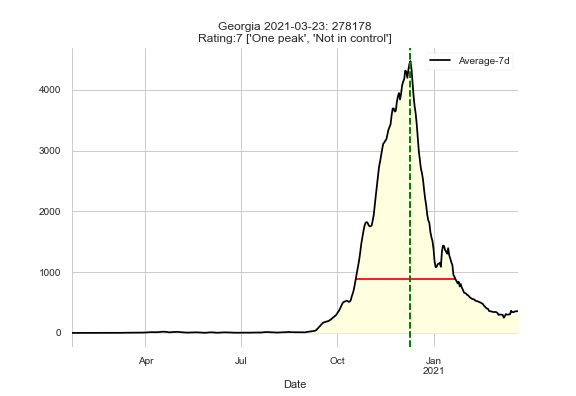 Georgia 2021-03-23: 278178
Rating:7 ['One peak', 'Not in control']
Average-7d
4000
3000
2000
1000
0
Apr
Jul
Oct
Jan
2021
Date